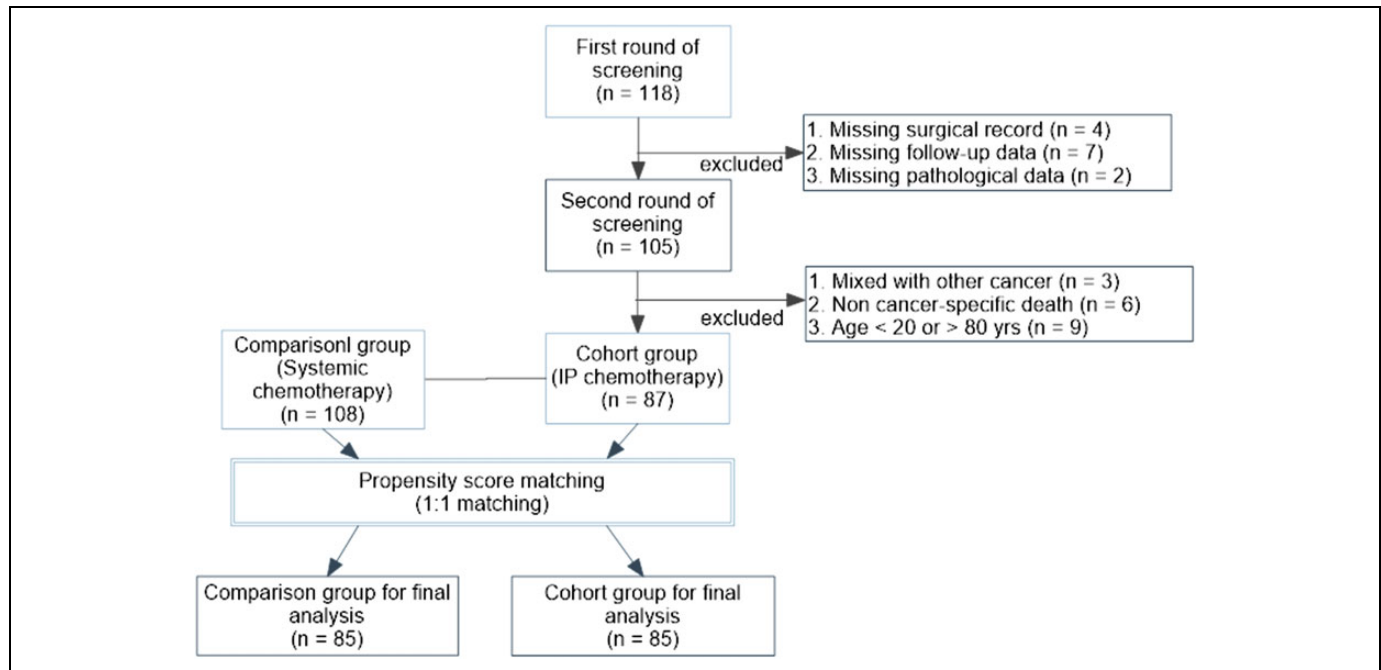 First round of
screening
(n = 118)
excluded
1. Missing surgical record (n = 4)
2. Missing follow-up data (n = 7)
3. Missing pathological data (n = 2)
Second round of
screening
(n = 105)
excluded
1. Mixed with other cancer (n = 3)
2. Non cancer-specific death (n = 6)
3. Age < 20 or > 80 yrs (n = 9)
Comparisonl group
(Systemic
chemotherapy)
(n = 108)
Cohort group
(IP chemotherapy)
(n = 87)
Propensity score matching
(1:1 matching)
Comparison group for final
analysis
(n = 85)
Cohort group for final
analysis
(n = 85)